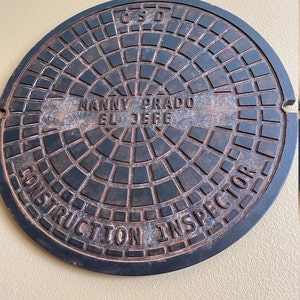 CSD
MANNY PRADO
EL JEFE
CONSTRUCTION INSPECTOR